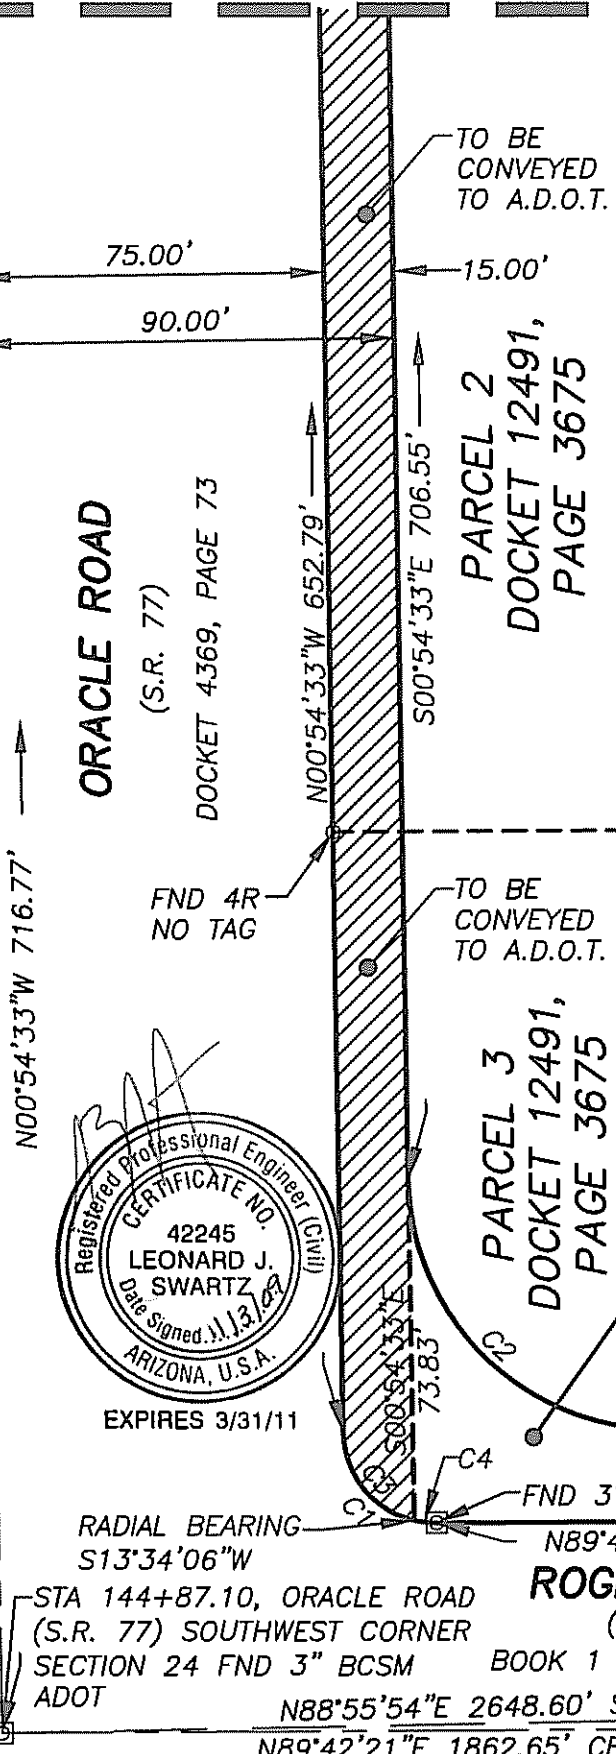 TO BE
CONVEYED
TO A.D.O.T.
75.00'
15.00'
90.00'
PARCEL 2
DOCKET 12491,
PAGE 3675
ORACLE ROAD
(S.R. 77)
DOCKET 4369, PAGE 73
N00°54'33"W 652.79'
S00°54'33"E 706.55'
N00°54'33"W 716.77'
FND 4R
NO TAG
TO BE
CONVEYED
TO A.D.O.T.
PARCEL 3
DOCKET 12491,
PAGE 3675
Registered Professional Engineer (Civil)
CERTIFICATE NO.
42245
LEONARD J.
SWARTZ
Date Signed
ARIZONA, U.S.A.
EXPIRES 3/31/11
S00°54'33"E
73.83'
C2
C3
C1
C4
FND 3
RADIAL BEARING
S13°34'06"W
N89°4
ROG
STA 144+87.10, ORACLE ROAD
(S.R. 77) SOUTHWEST CORNER
SECTION 24 FND 3" BCSM
ADOT
BOOK 1
N88°55'54"E 2648.60'
N89°42'21"E 1862.65'